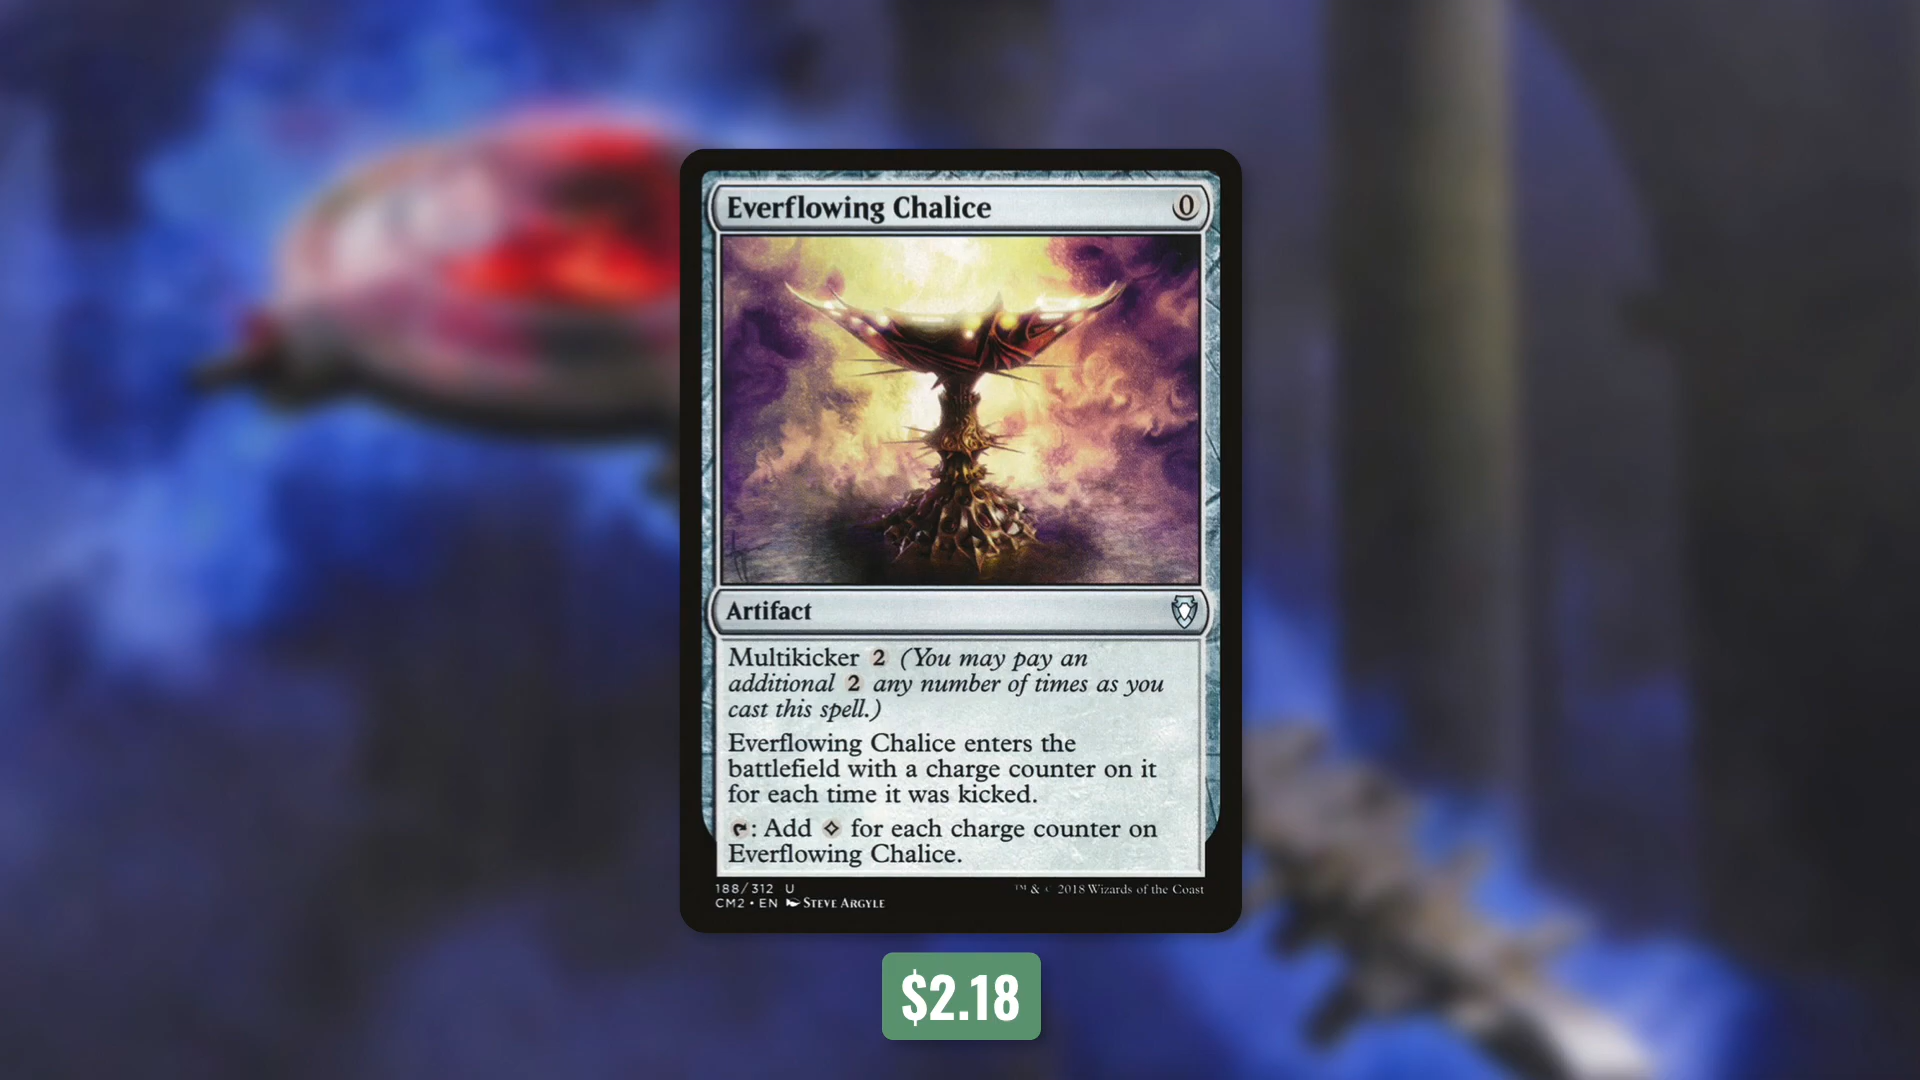 Everflowing Chalice 0
Artifact
Multikicker 2 (You may pay an
additional 2 any number of times as you
cast this spell.)
Everflowing Chalice enters the
battlefield with a charge counter on it
for each time it was kicked.
: Add for each charge counter on
Everflowing Chalice.
188/312 U
CM2 • EN STEVE ARGYLE
™ & © 2018 Wizards of the Coast
$2.18